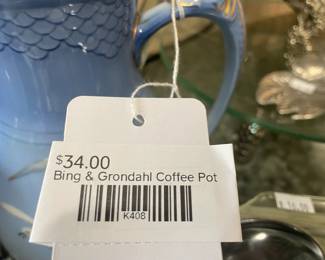 $34.00
Bing & Grondahl Coffee Pot
K408